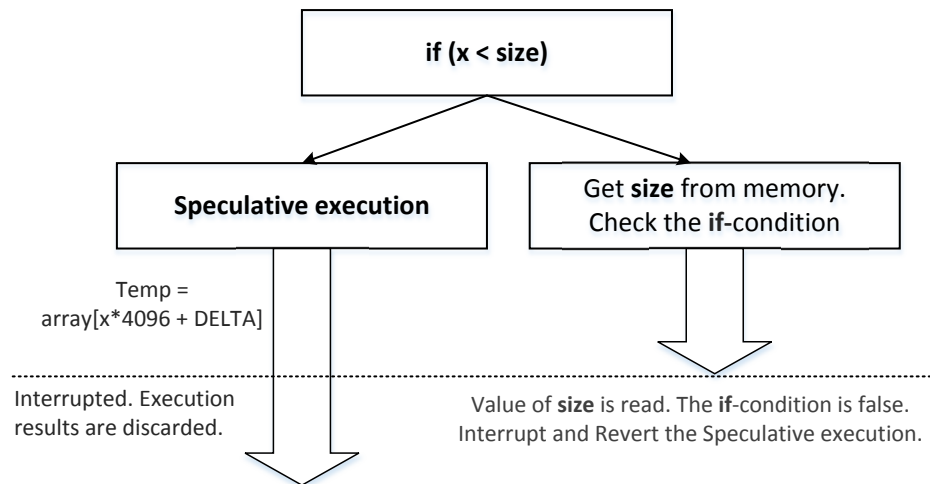 if (x < size)
Speculative execution
Get size from memory.
Check the if-condition
Temp =
array[x*4096 + DELTA]
Interrupted. Execution
results are discarded.
Value of size is read. The if-condition is false.
Interrupt and Revert the Speculative execution.